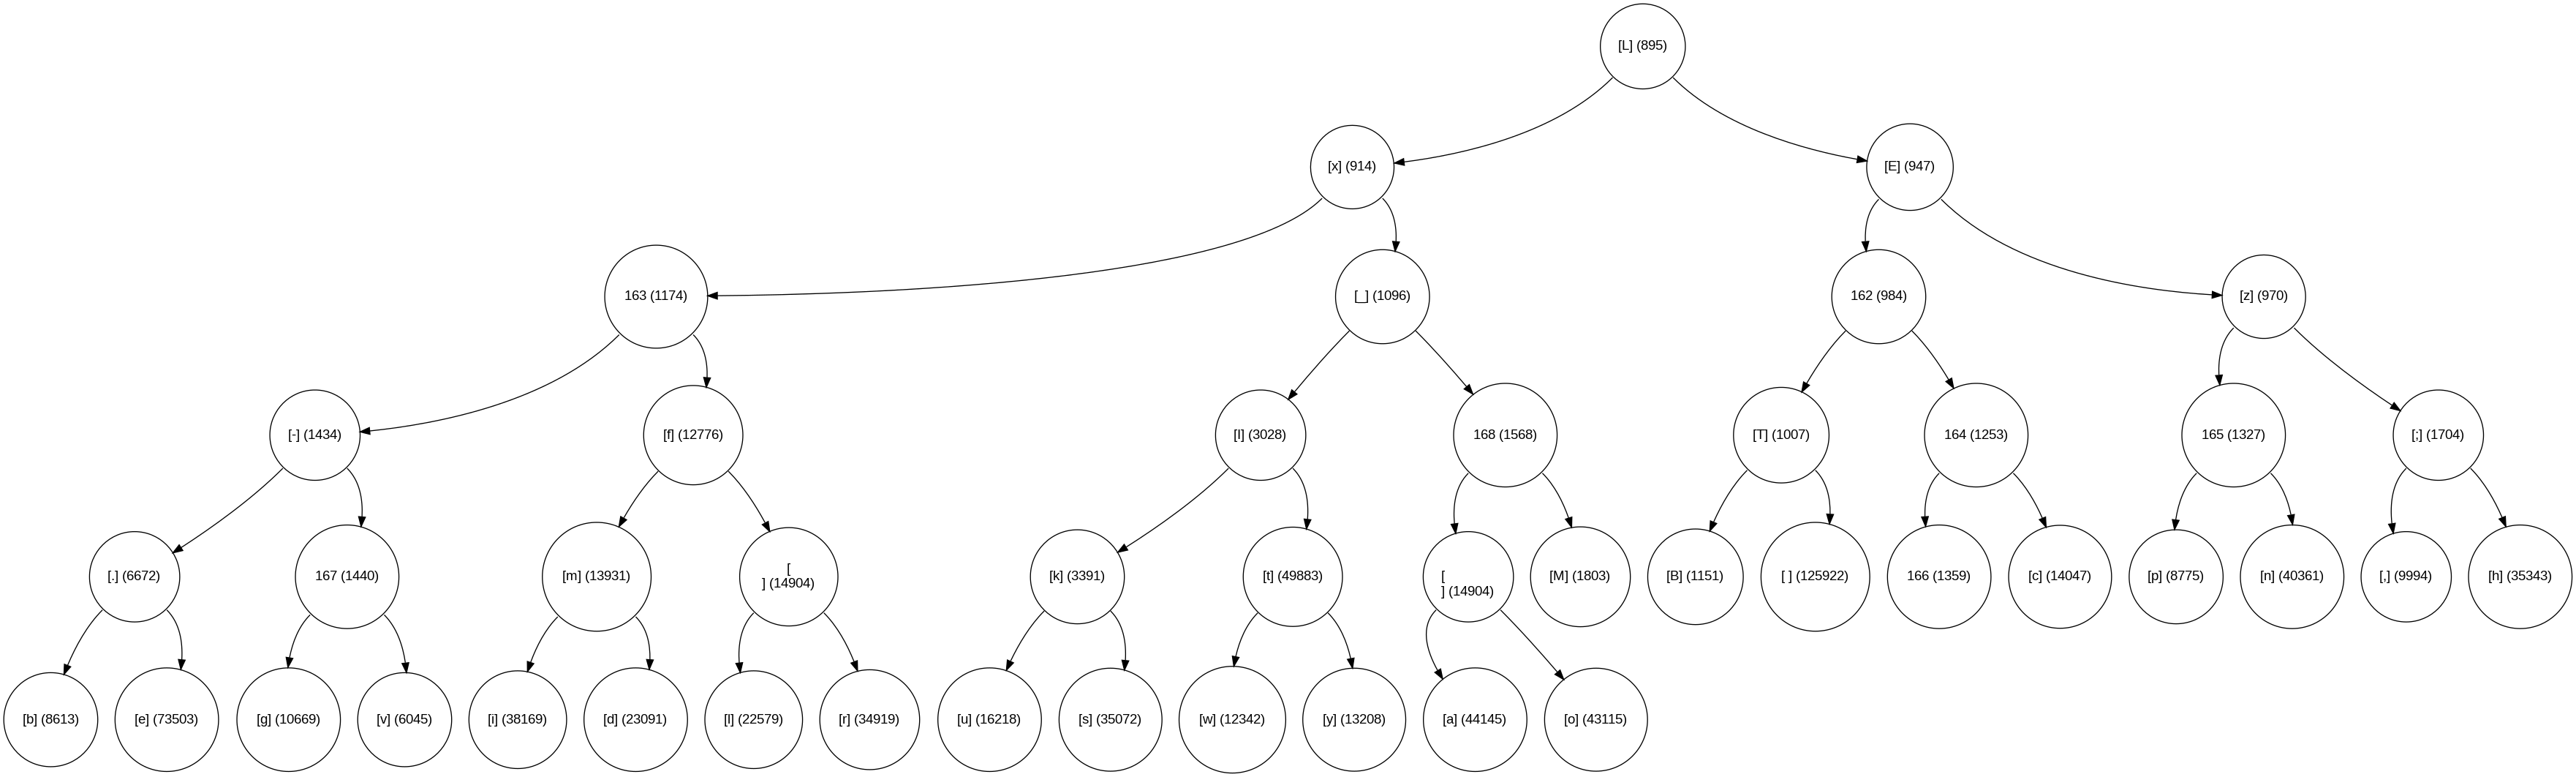 [L] (895)
[x] (914)
[E] (947)
163 (1174)
[_] (1096)
162 (984)
[z] (970)
[-] (1434)
[f] (12776)
[I] (3028)
168 (1568)
[T] (1007)
164 (1253)
165 (1327)
[;] (1704)
[.] (6672)
167 (1440)
[m] (13931)
[
] (14904)
[k] (3391)
[t] (49883)
[
] (14904)
[M] (1803)
[B] (1151)
[ ] (125922)
166 (1359)
[c] (14047)
[p] (8775)
[n] (40361)
[,] (9994)
[h] (35343)
[b] (8613)
[e] (73503)
[g] (10669)
[v] (6045)
[i] (38169)
[d] (23091)
[l] (22579)
[r] (34919)
[u] (16218)
[s] (35072)
[w] (12342)
[y] (13208)
[a] (44145)
[o] (43115)